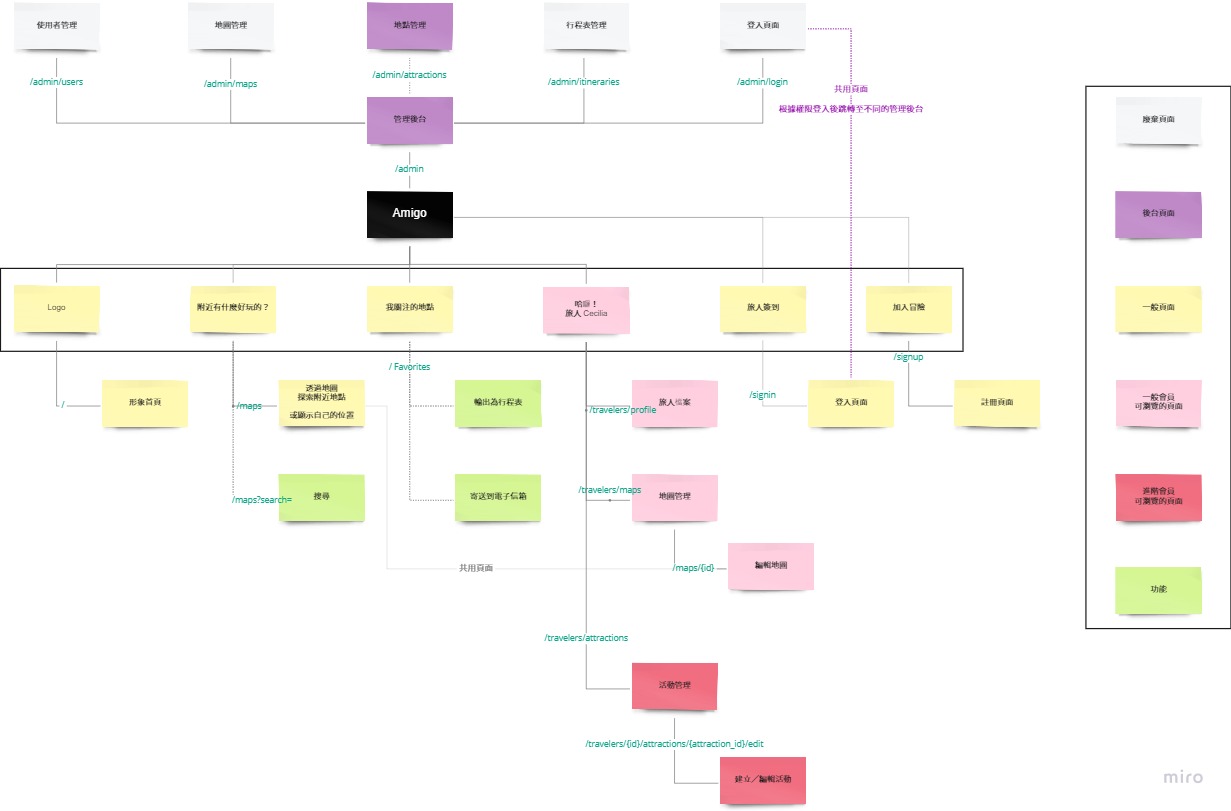 使用者管理
地圖管理
地點管理
行程表管理
登入頁面
/admin/users
/admin/maps
/admin/attractions
/admin/itineraries
/admin/login
共用頁面
根據權限登入後跳轉至不同的管理後台
管理後台
/admin
Amigo
Logo
附近有什麼好玩的？
我關注的地點
哈囉！
旅人 Cecilia
旅人簽到
加入冒險
/
形象首頁
/maps
透過地圖
探索附近地點
或顯示自己的位置
/ Favorites
輸出為行程表
/travelers/profile
旅人檔案
/signin
登入頁面
/signup
註冊頁面
/maps?search=
搜尋
寄送到電子信箱
/travelers/maps
地圖管理
共用頁面
/maps/{id}
編輯地圖
/travelers/attractions
活動管理
/travelers/{id}/attractions/{attraction_id}/edit
建立／編輯活動
廢棄頁面
後台頁面
一般頁面
一般會員
可瀏覽的頁面
進階會員
可瀏覽的頁面
功能
miro